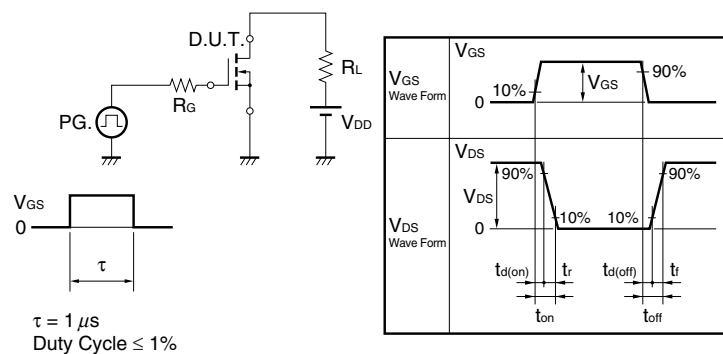 D.U.T.
RL
RG
PG.
VDD
VGS
0
τ
τ = 1 μs
Duty Cycle ≤ 1%
VGS
Wave Form
VGS
10%
VGS
90%
0
VDS
Wave Form
VDS
90%
VDS
10%
10%
90%
0
td(on)
tr
td(off)
tf
ton
toff